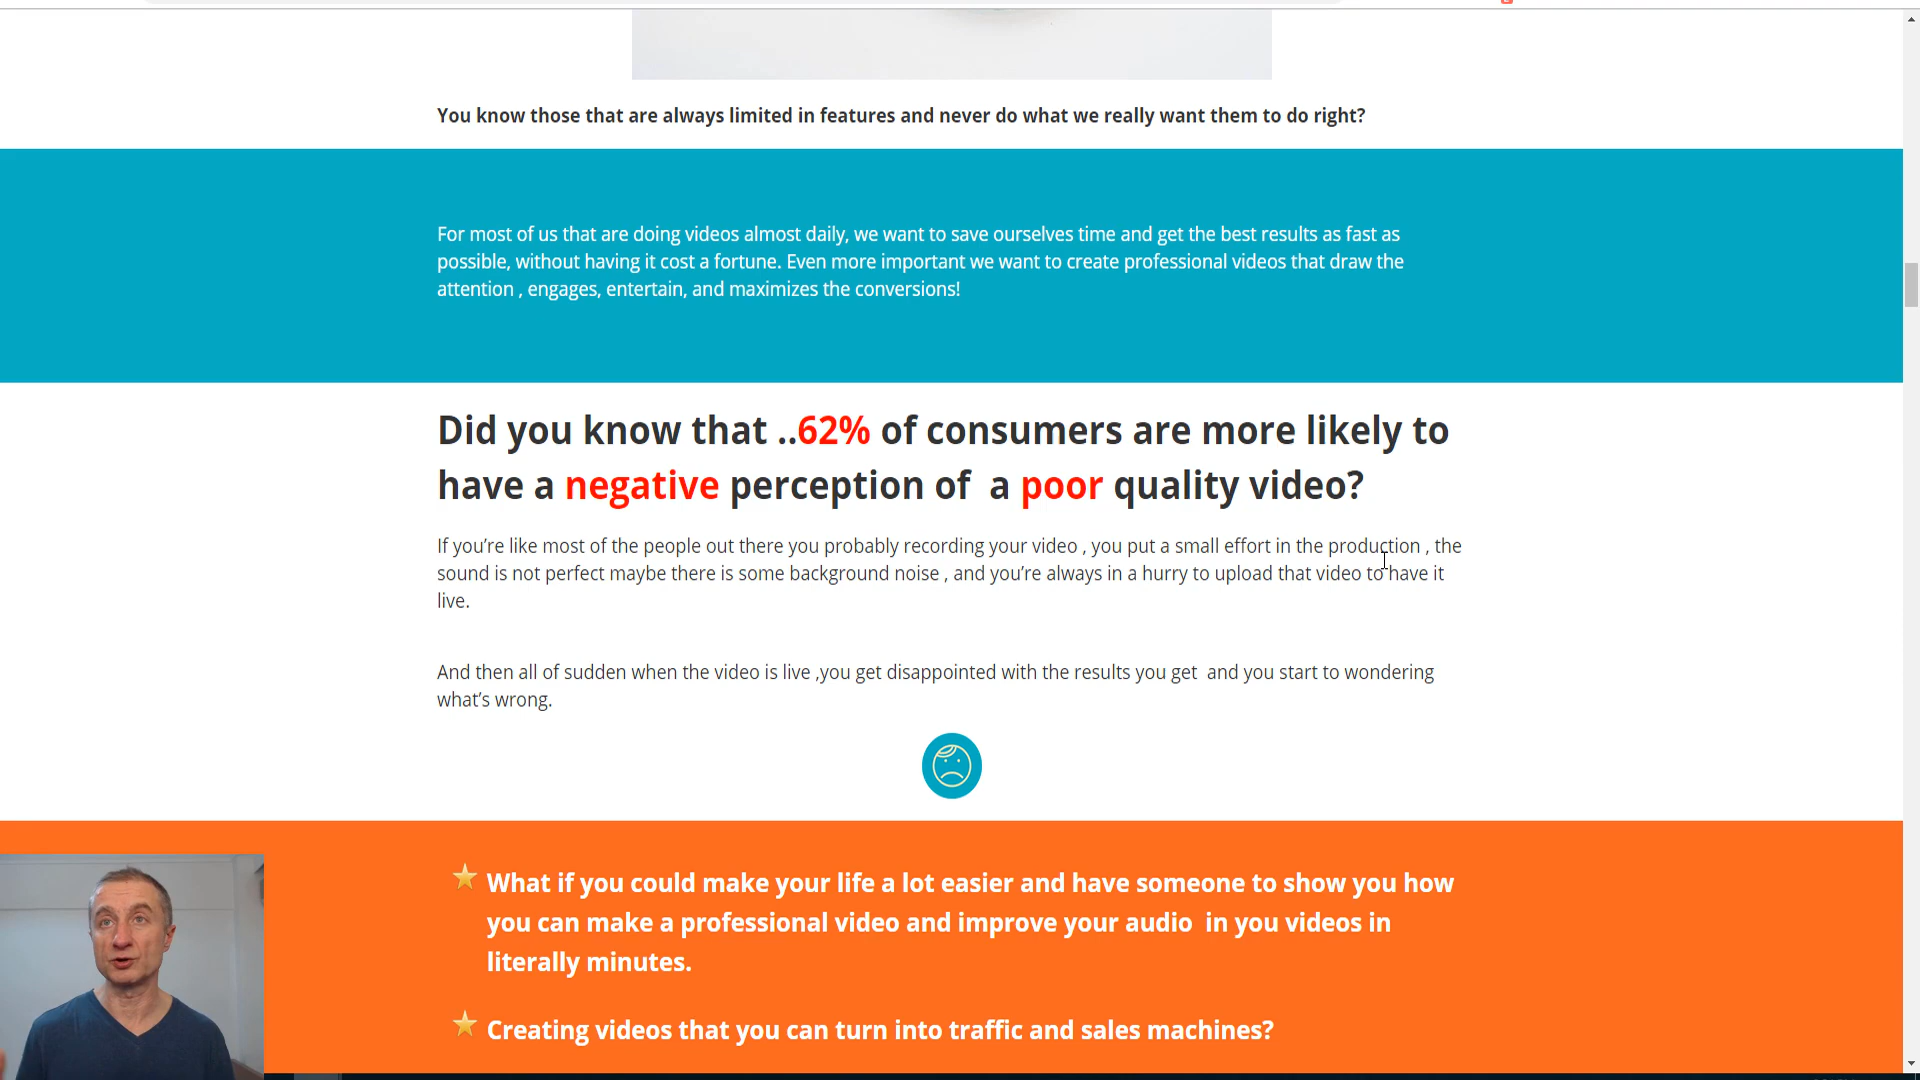 You know those that are always limited in features and never do what we really want them to do right?
For most of us that are doing videos almost daily, we want to save ourselves time and get the best results as fast as
possible, without having it cost a fortune. Even more important we want to create professional videos that draw the
attention , engages, entertain, and maximizes the conversions!
Did you know that ..62% of consumers are more likely to
have a negative perception of  a poor quality video?
If you’re like most of the people out there you probably recording your video , you put a small effort in the production , the
sound is not perfect maybe there is some background noise , and you’re always in a hurry to upload that video to have it
live.
And then all of sudden when the video is live ,you get disappointed with the results you get  and you start to wondering
what’s wrong.
What if you could make your life a lot easier and have someone to show you how
you can make a professional video and improve your audio  in you videos in
literally minutes.
Creating videos that you can turn into traffic and sales machines?